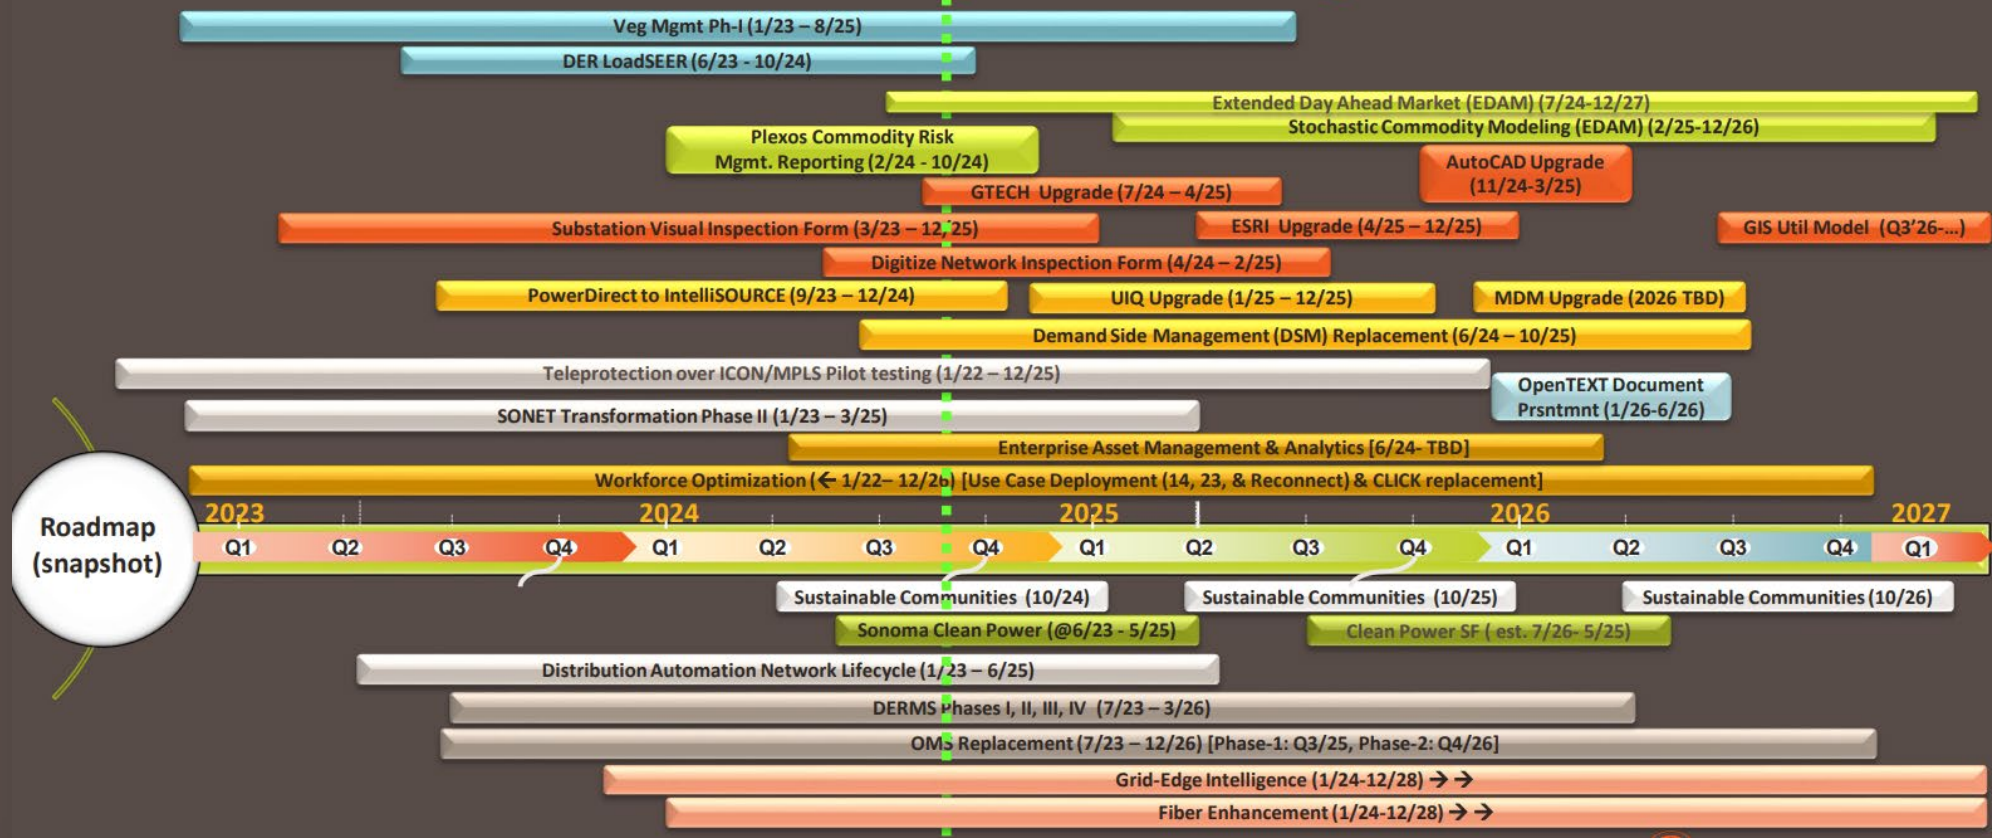 Veg Mgmt Ph-I (1/23 – 8/25)
DER LoadSEER (6/23 - 10/24)
Extended Day Ahead Market (EDAM) (7/24-12/27)
Stochastic Commodity Modeling (EDAM) (2/25-12/26)
Plexos Commodity Risk
Mgmt. Reporting (2/24 - 10/24)
AutoCAD Upgrade
(11/24-3/25)
GTECH Upgrade (7/24 – 4/25)
Substation Visual Inspection Form (3/23 – 12/25)
ESRI Upgrade (4/25 – 12/25)
GIS Util Model (Q3'26-...)
Digitize Network Inspection Form (4/24 – 2/25)
PowerDirect to IntelliSOURCE (9/23 – 12/24)
UIQ Upgrade (1/25 – 12/25)
MDM Upgrade (2026 TBD)
Demand Side Management (DSM) Replacement (6/24 – 10/25)
Teleprotection over ICON/MPLS Pilot testing (1/22 – 12/25)
OpenTEXT Document
Prsntmnt (1/26-6/26)
SONET Transformation Phase II (1/23 – 3/25)
Enterprise Asset Management & Analytics [6/24- TBD]
Workforce Optimization (← 1/22– 12/26) [Use Case Deployment (14, 23, & Reconnect) & CLICK replacement]
Roadmap
(snapshot)
2023 2024 2025 2026 2027
Q1 Q2 Q3 Q4 Q1 Q2 Q3 Q4 Q1 Q2 Q3 Q4 Q1 Q2 Q3 Q4 Q1
Sustainable Communities (10/24)
Sustainable Communities (10/25)
Sustainable Communities (10/26)
Sonoma Clean Power (@6/23 - 5/25)
Clean Power SF ( est. 7/26- 5/25)
Distribution Automation Network Lifecycle (1/23 – 6/25)
DERMS Phases I, II, III, IV (7/23 – 3/26)
OMS Replacement (7/23 – 12/26) [Phase-1: Q3/25, Phase-2: Q4/26]
Grid-Edge Intelligence (1/24-12/28) → →
Fiber Enhancement (1/24-12/28) → →